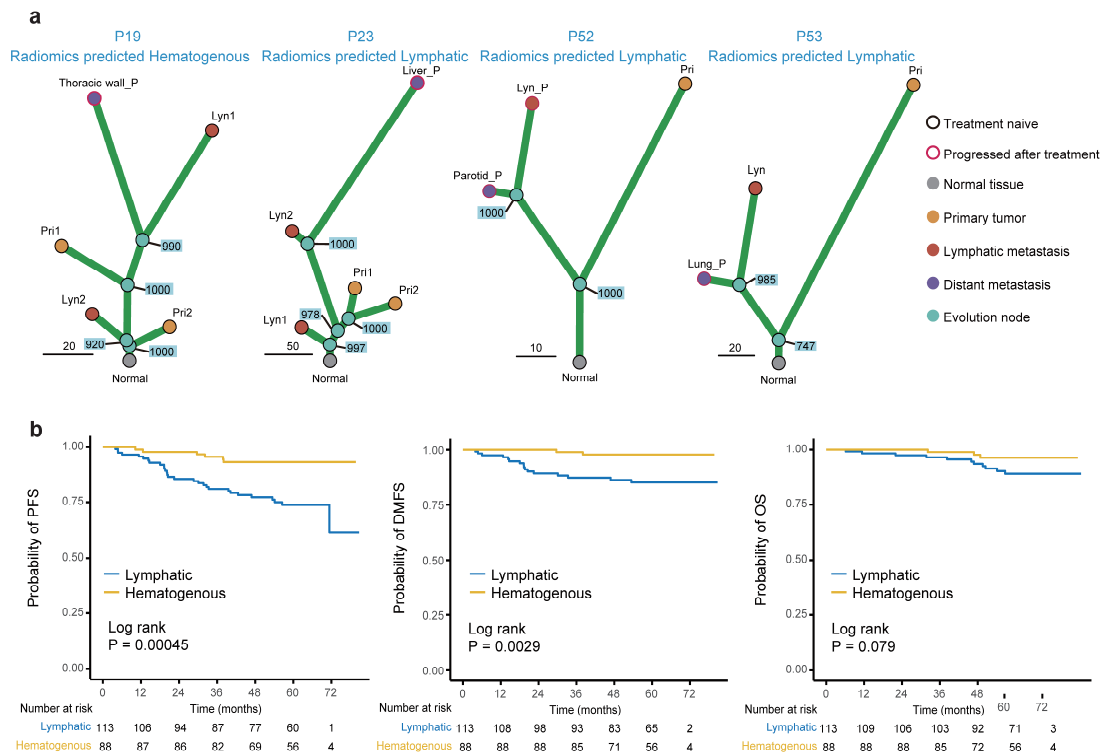 a
P19
Radiomics predicted Hematogenous
Thoracic wall_P
Lyn1
Pri1
990
1000
Lyn2
Pri2
920
1000
20
Normal
P23
Radiomics predicted Lymphatic
Liver_P
Lyn2
1000
Pri1
Pri2
978
1000
Lyn1
997
50
Normal
P52
Radiomics predicted Lymphatic
Pri
Lyn_P
Parotid_P
1000
1000
10
Normal
P53
Radiomics predicted Lymphatic
Pri
Lyn
Lung_P
985
747
20
Normal
Treatment naive
Progressed after treatment
Normal tissue
Primary tumor
Lymphatic metastasis
Distant metastasis
Evolution node
b
Probability of PFS
1.00
0.75
0.50
0.25
0.00
Lymphatic
Hematogenous
Log rank
P = 0.00045
0 12 24 36 48 60 72
Number at risk
Time (months)
Lymphatic 113 106 94 87 77 60 1
Hematogenous 88 87 86 82 69 56 4
Probability of DMFS
1.00
0.75
0.50
0.25
0.00
Lymphatic
Hematogenous
Log rank
P = 0.0029
0 12 24 36 48 60 72
Number at risk
Time (months)
Lymphatic 113 108 98 93 83 65 2
Hematogenous 88 88 88 85 71 56 4
Probability of OS
1.00
0.75
0.50
0.25
0.00
Lymphatic
Hematogenous
Log rank
P = 0.079
0 12 24 36 48 60 72
Number at risk
Time (months)
Lymphatic 113 109 106 103 92 71 3
Hematogenous 88 88 88 85 72 56 4